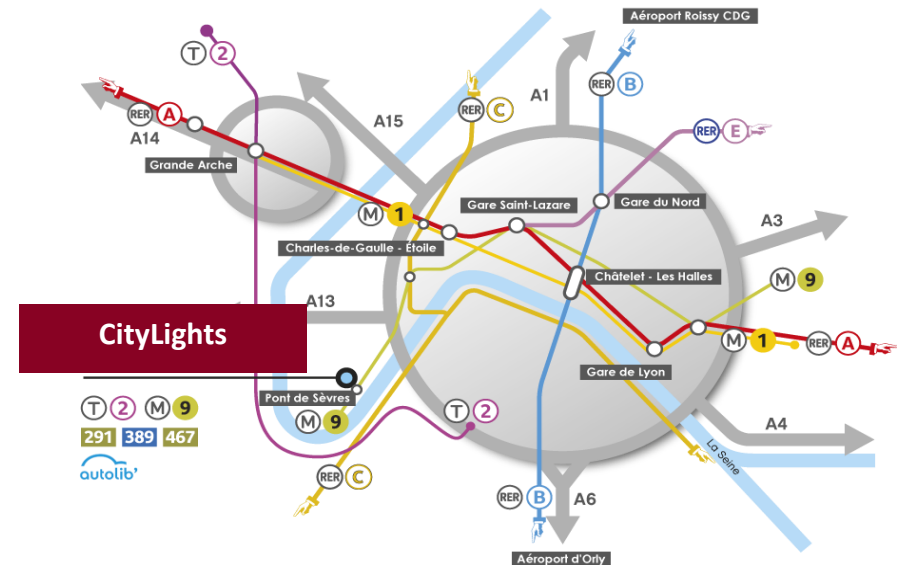 Aéroport Roissy CDG
T 2
RER B
A1
RER C
RER A
A14
A15
RER E
Grande Arche
Gare Saint-Lazare
Gare du Nord
M 1
A3
Charles-de-Gaulle - Étoile
Châtelet - Les Halles
M 9
A13
CityLights
M 1
RER A
Gare de Lyon
Pont de Sèvres
T 2 M 9
M 9
T 2
A4
291 389 467
La Seine
autolib'
RER C
RER B
A6
Aéroport d'Orly